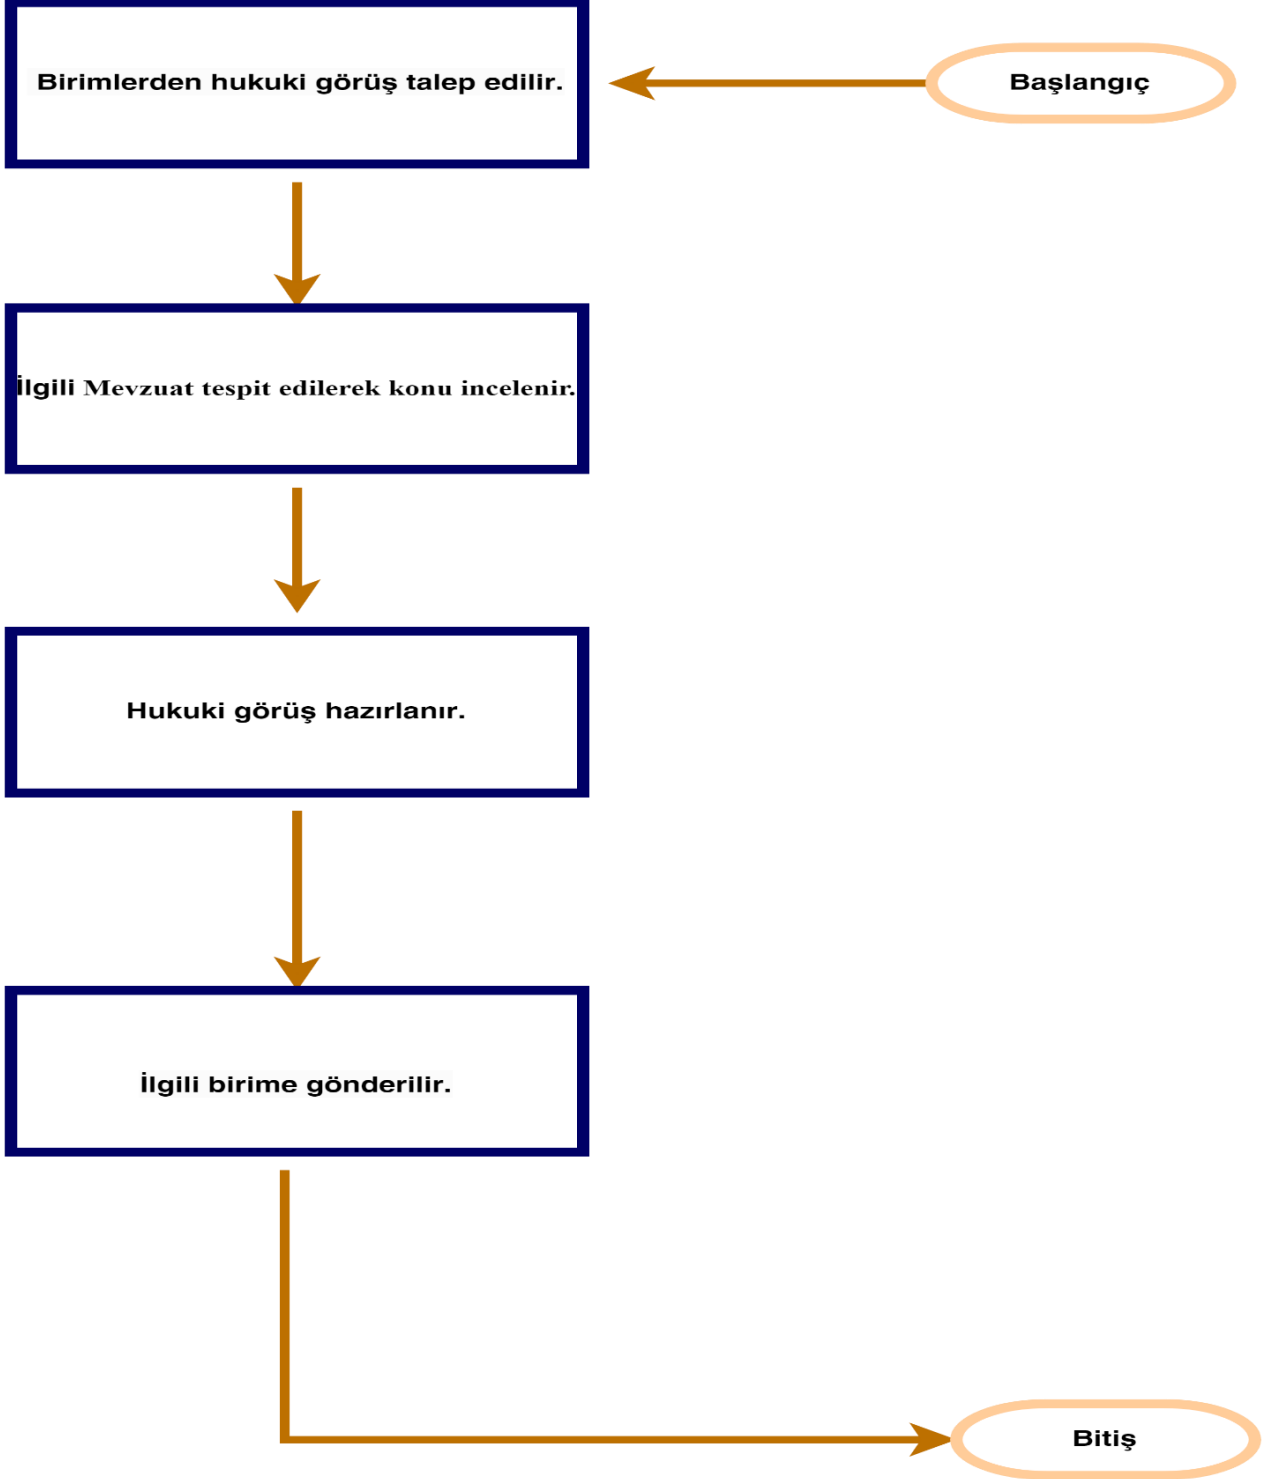 Birimlerden hukuki görüş talep edilir.
Başlangıç
İlgili Mevzuat tespit edilerek konu incelenir.
Hukuki görüş hazırlanır.
İlgili birime gönderilir.
Bitiş